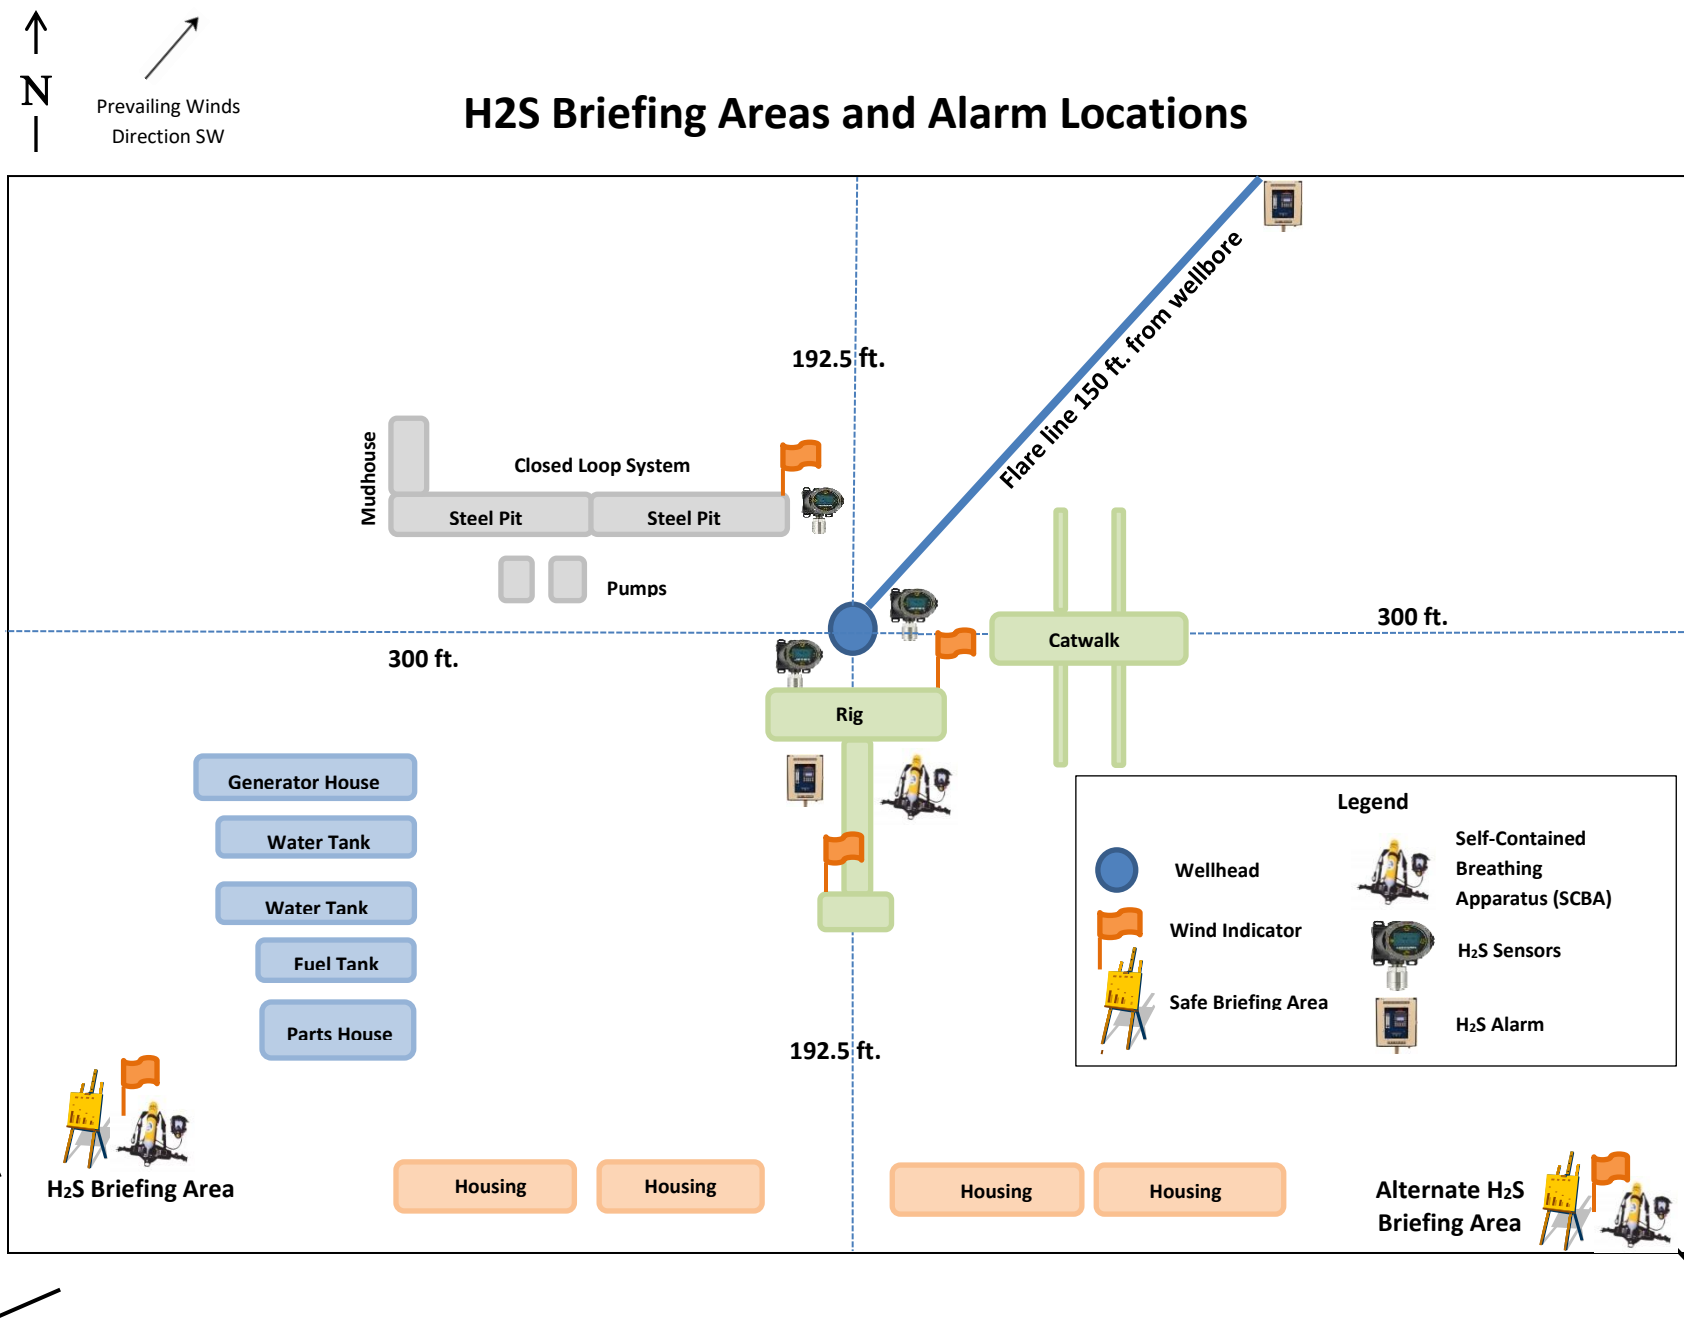 N
Prevailing Winds
Direction SW
H2S Briefing Areas and Alarm Locations
Flare line 150 ft. from wellbore
192.5 ft.
Mudhouse
Closed Loop System
Steel Pit
Steel Pit
Pumps
300 ft.
300 ft.
Catwalk
Rig
Generator House
Water Tank
Water Tank
Fuel Tank
Parts House
192.5 ft.
Legend
Wellhead
Wind Indicator
Safe Briefing Area
Self-Contained
Breathing
Apparatus (SCBA)
H2S Sensors
H2S Alarm
H2S Briefing Area
Housing
Housing
Housing
Housing
Alternate H2S
Briefing Area